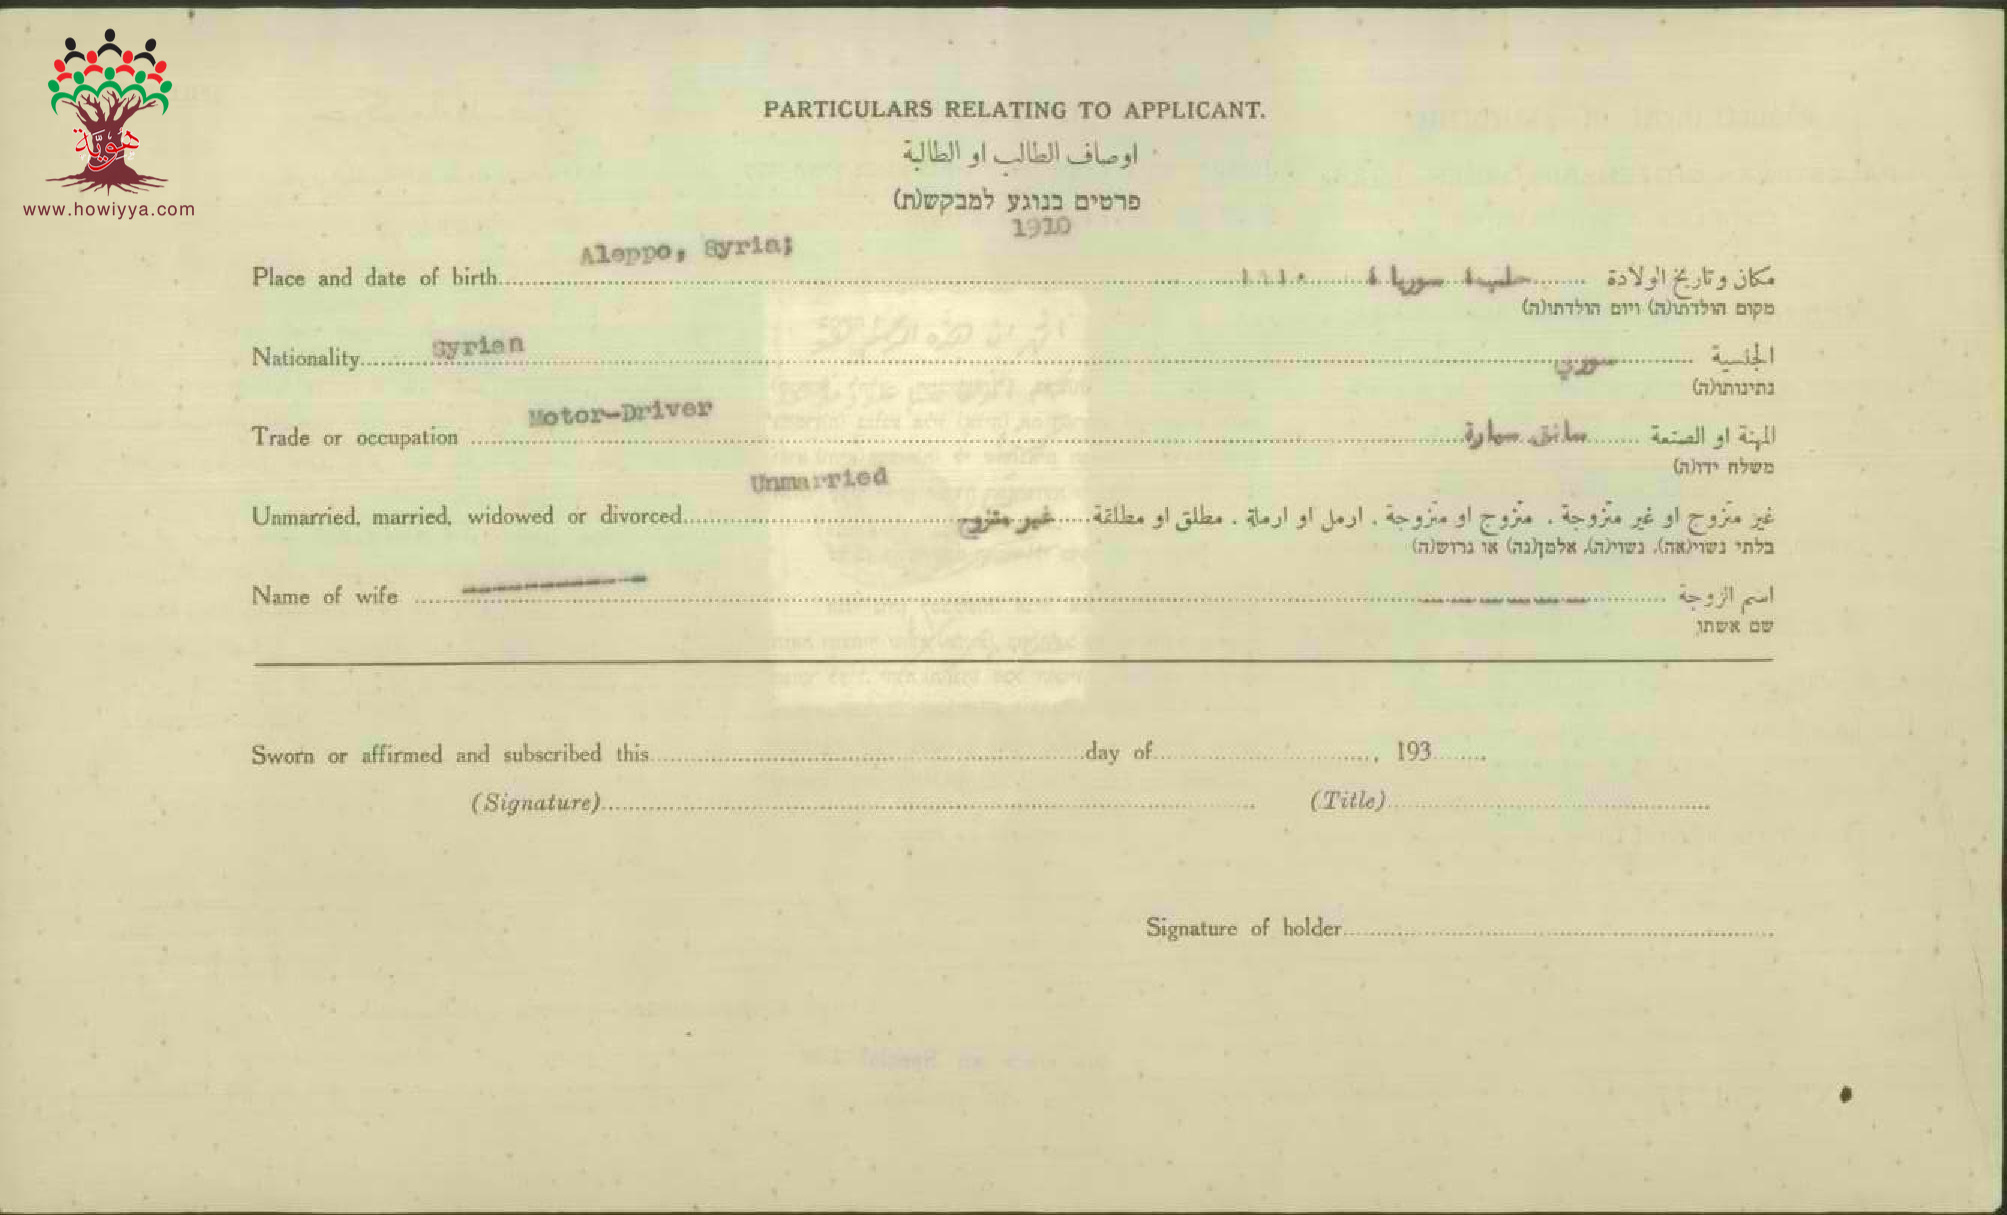 هُويّة
www.howiyya.com
PARTICULARS RELATING TO APPLICANT.
اوصاف الطالب او الطالبة
פרטים בנוגע למבקש(ת)
Aleppo, Syria; 1910
Place and date of birth مكان وتاريخ الولادة حلب، سوريا، ١٩١٠
מקום הולדתו(ה) ויום הולדתו(ה)
Nationality Syrian الجنسية سوري
נתינותו(ה)
Trade or occupation Motor-Driver المهنة او الصنعة سائق سيارة
משלח ידו(ה)
Unmarried
Unmarried, married, widowed or divorced غير متزوج او غير متزوجة . متزوج او متزوجة . ارمل او ارملة . مطلق او مطلقة غير متزوج
בלתי נשוי(אה), נשוי(ה), אלמן(נה) או גרוש(ה)
Name of wife اسم الزوجة
שם אשתו
Sworn or affirmed and subscribed this day of , 193
(Signature) (Title)
Signature of holder